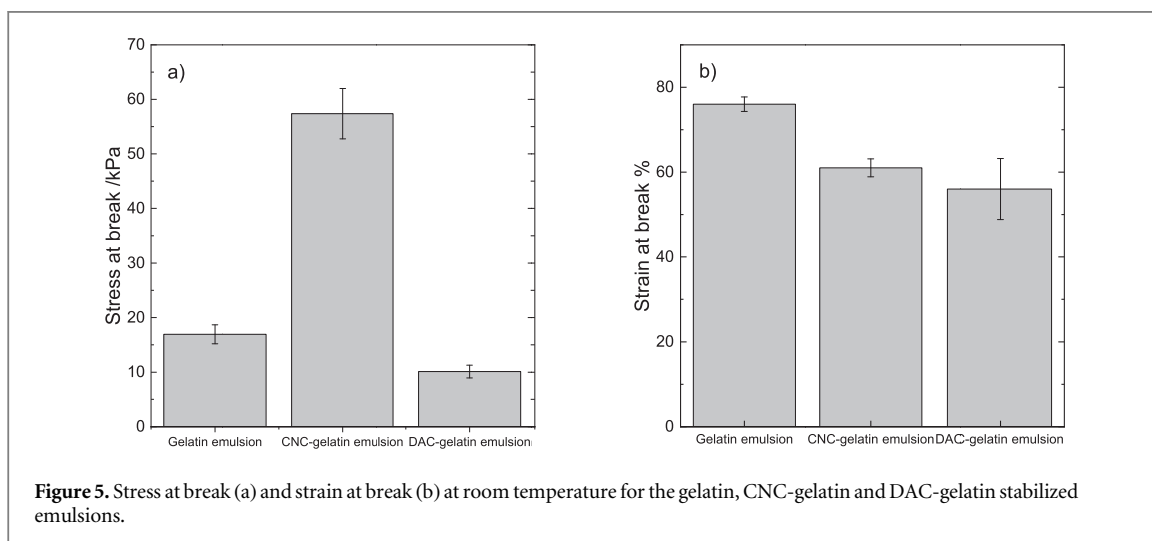 a)
Stress at break /kPa
70
60
50
40
30
20
10
0
Gelatin emulsion CNC-gelatin emulsion DAC-gelatin emulsion
b)
Strain at break %
80
60
40
20
0
Gelatin emulsion CNC-gelatin emulsion DAC-gelatin emulsion
Figure 5. Stress at break (a) and strain at break (b) at room temperature for the gelatin, CNC-gelatin and DAC-gelatin stabilized
emulsions.